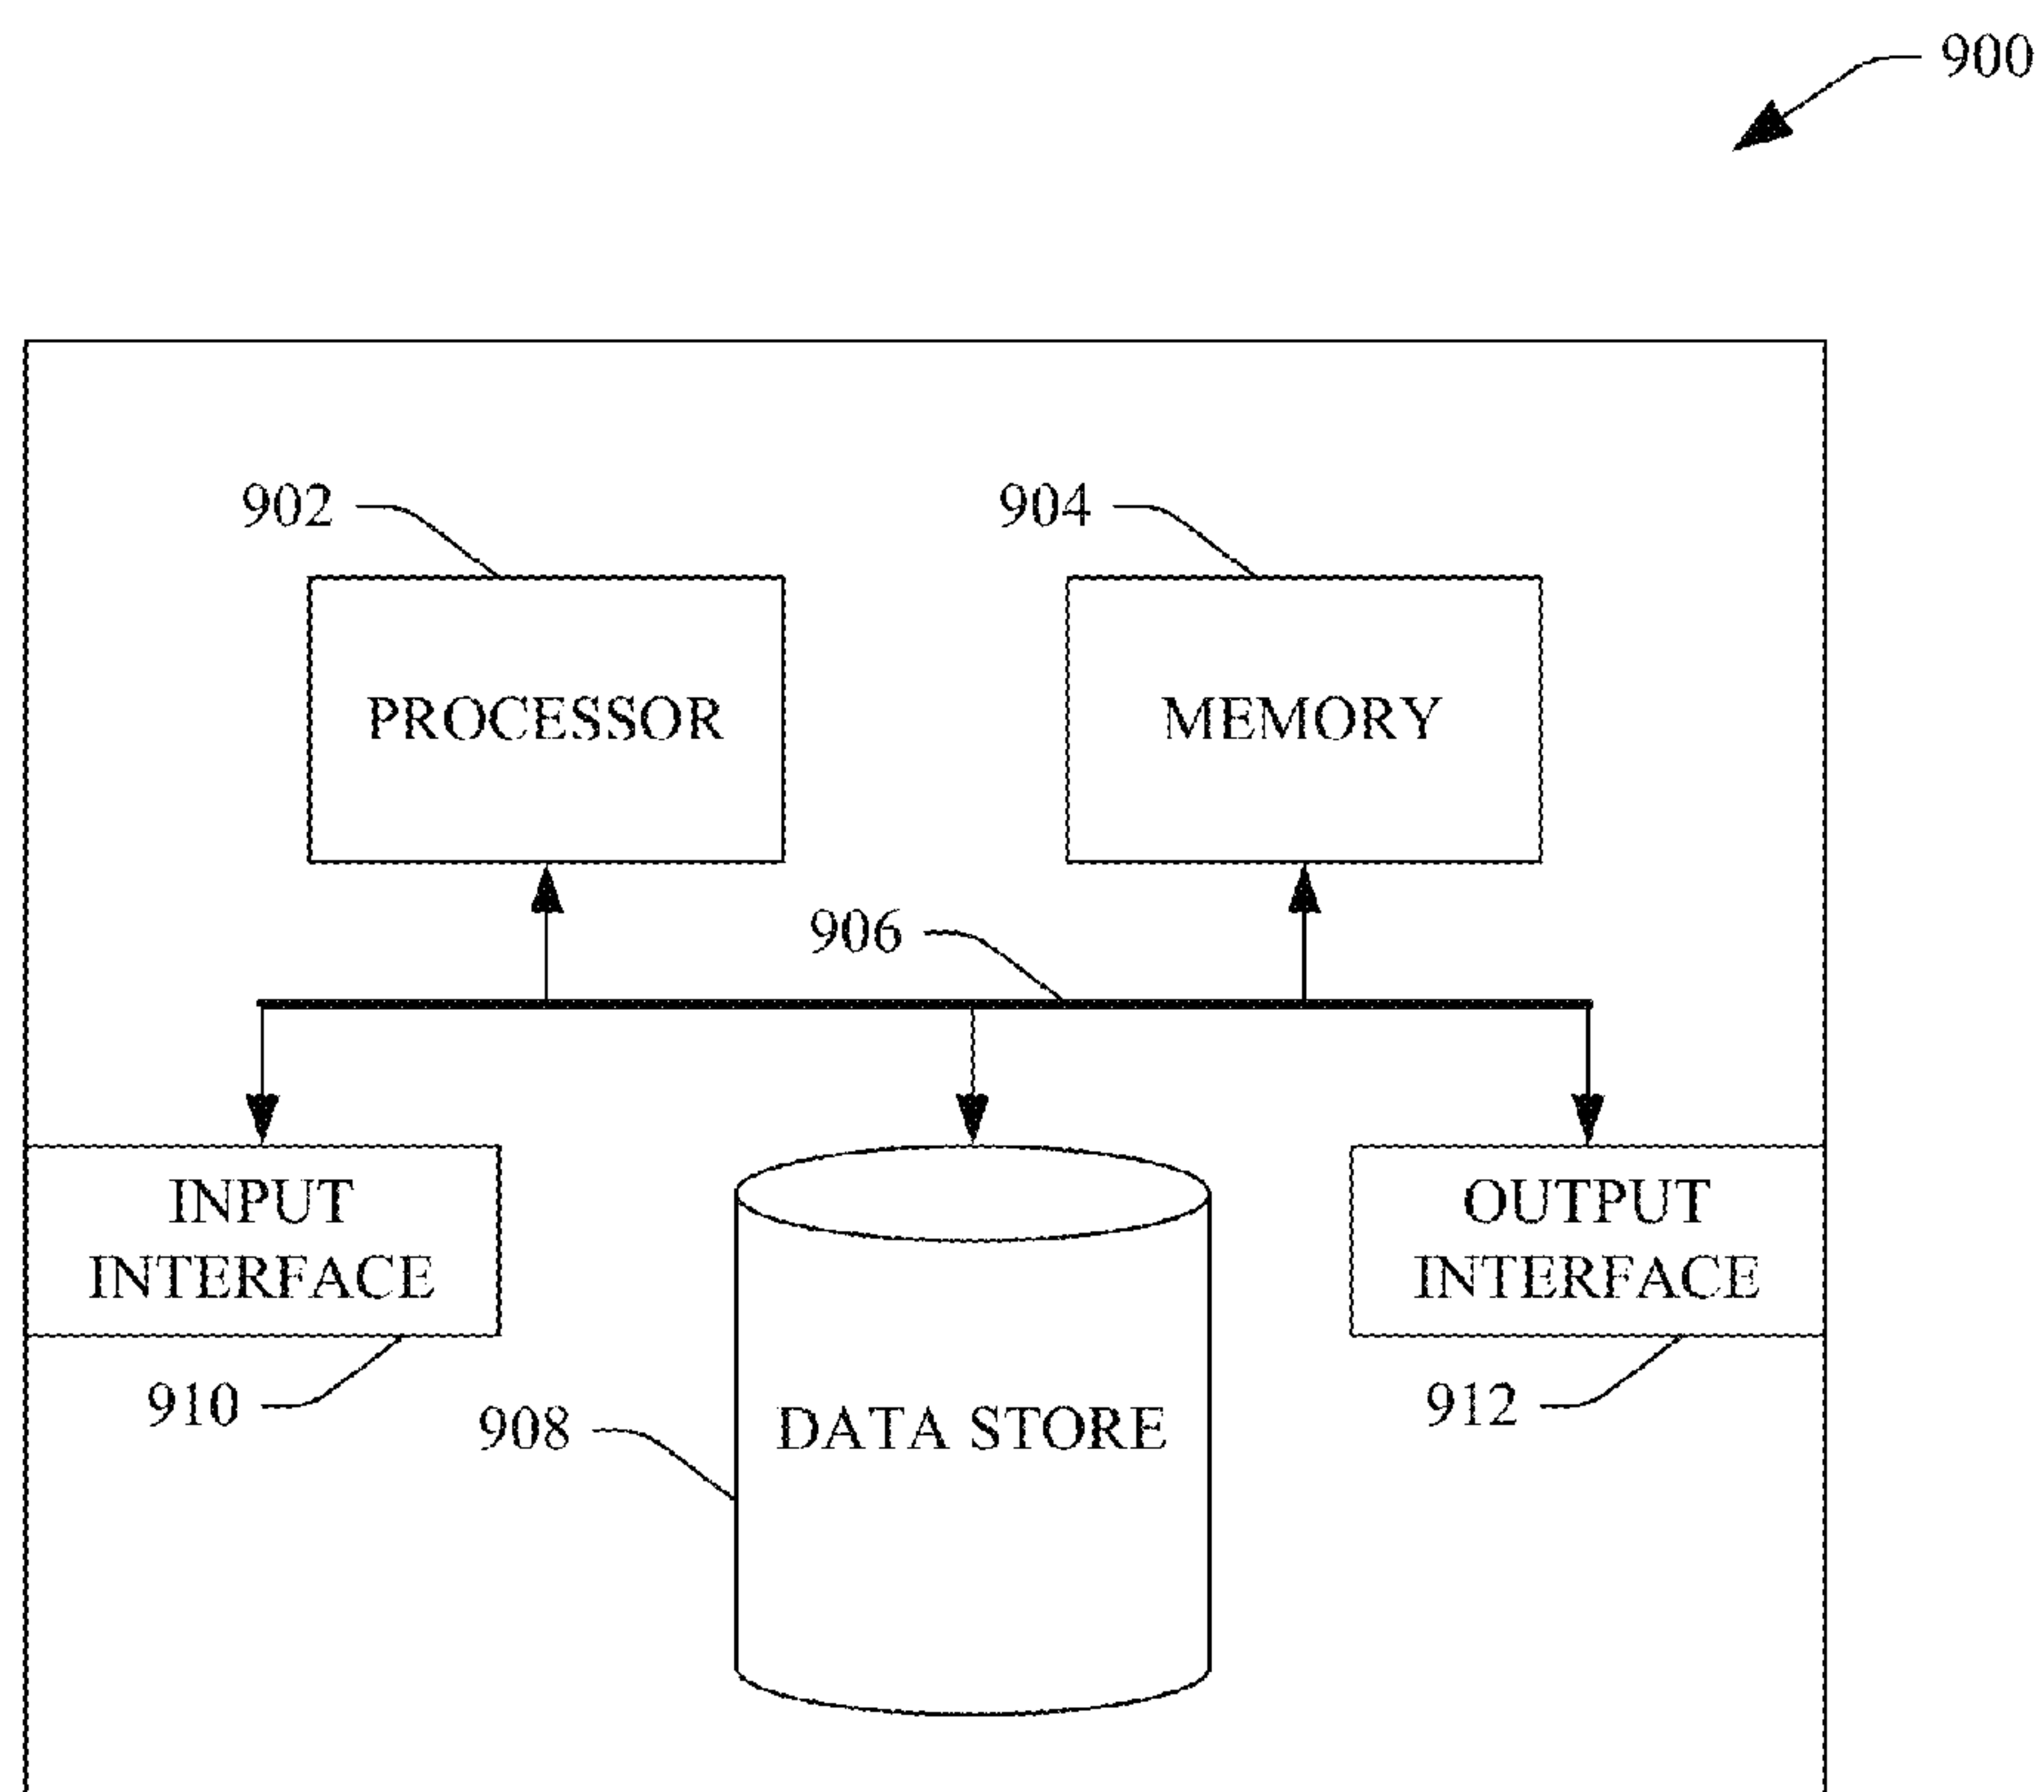 900
902
904
PROCESSOR
MEMORY
906
INPUT
INTERFACE
OUTPUT
INTERFACE
910
908
DATA STORE
912